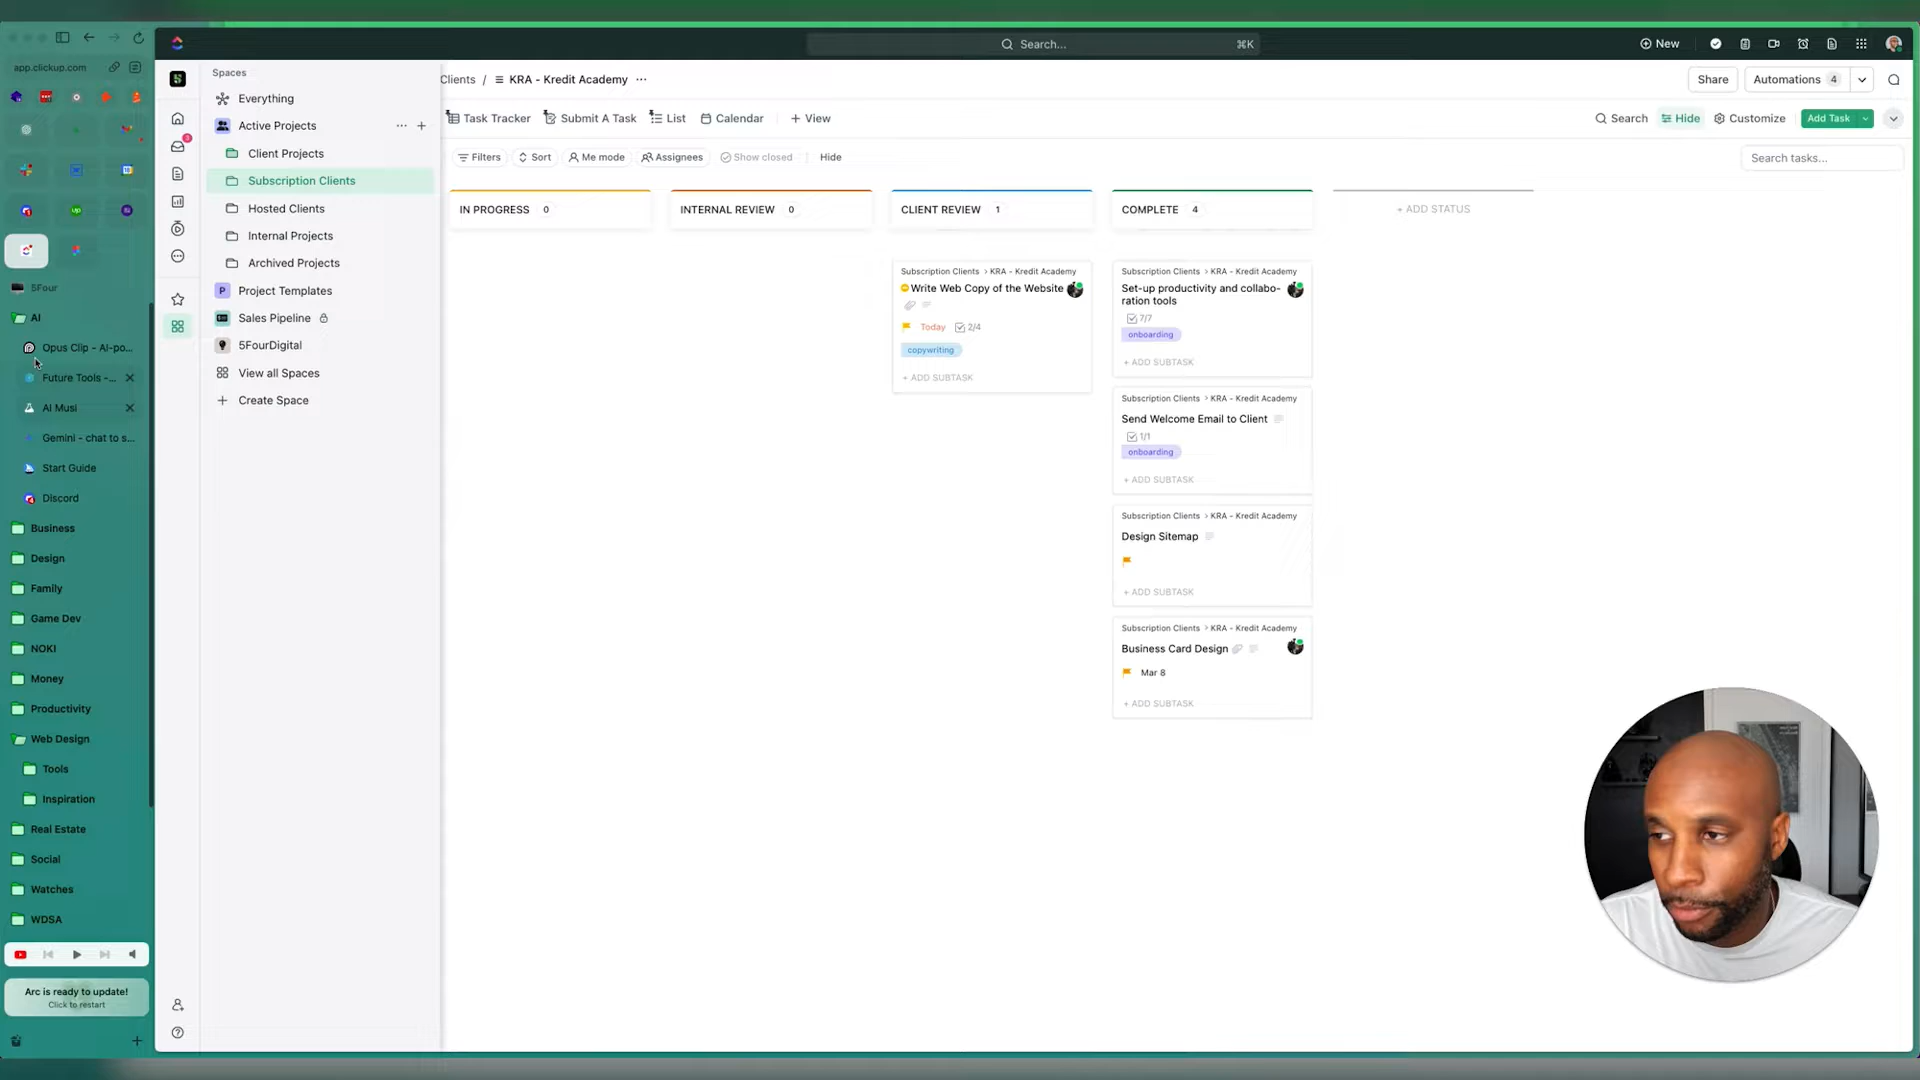 app.clickup.com
5Four
AI
Opus Clip - AI-po...
Future Tools -...
AI Musi
Gemini - chat to s...
Start Guide
Discord
Business
Design
Family
Game Dev
NOKI
Money
Productivity
Web Design
Tools
Inspiration
Real Estate
Social
Watches
WDSA
Arc is ready to update!
Click to restart
Search...
⌘K
New
Spaces
Everything
Active Projects
Client Projects
Subscription Clients
Hosted Clients
Internal Projects
Archived Projects
P Project Templates
Sales Pipeline
5FourDigital
View all Spaces
+ Create Space
3
Clients / KRA - Kredit Academy ...
Share
Automations 4
Task Tracker
Submit A Task
List
Calendar
+ View
Search
Hide
Customize
Add Task
Filters
Sort
Me mode
Assignees
Show closed
Hide
Search tasks...
IN PROGRESS 0
INTERNAL REVIEW 0
CLIENT REVIEW 1
COMPLETE 4
+ ADD STATUS
Subscription Clients > KRA - Kredit Academy
Write Web Copy of the Website
Today 2/4
copywriting
+ ADD SUBTASK
Subscription Clients > KRA - Kredit Academy
Set-up productivity and collabo-
ration tools
7/7
onboarding
+ ADD SUBTASK
Subscription Clients > KRA - Kredit Academy
Send Welcome Email to Client
1/1
onboarding
+ ADD SUBTASK
Subscription Clients > KRA - Kredit Academy
Design Sitemap
+ ADD SUBTASK
Subscription Clients > KRA - Kredit Academy
Business Card Design
Mar 8
+ ADD SUBTASK